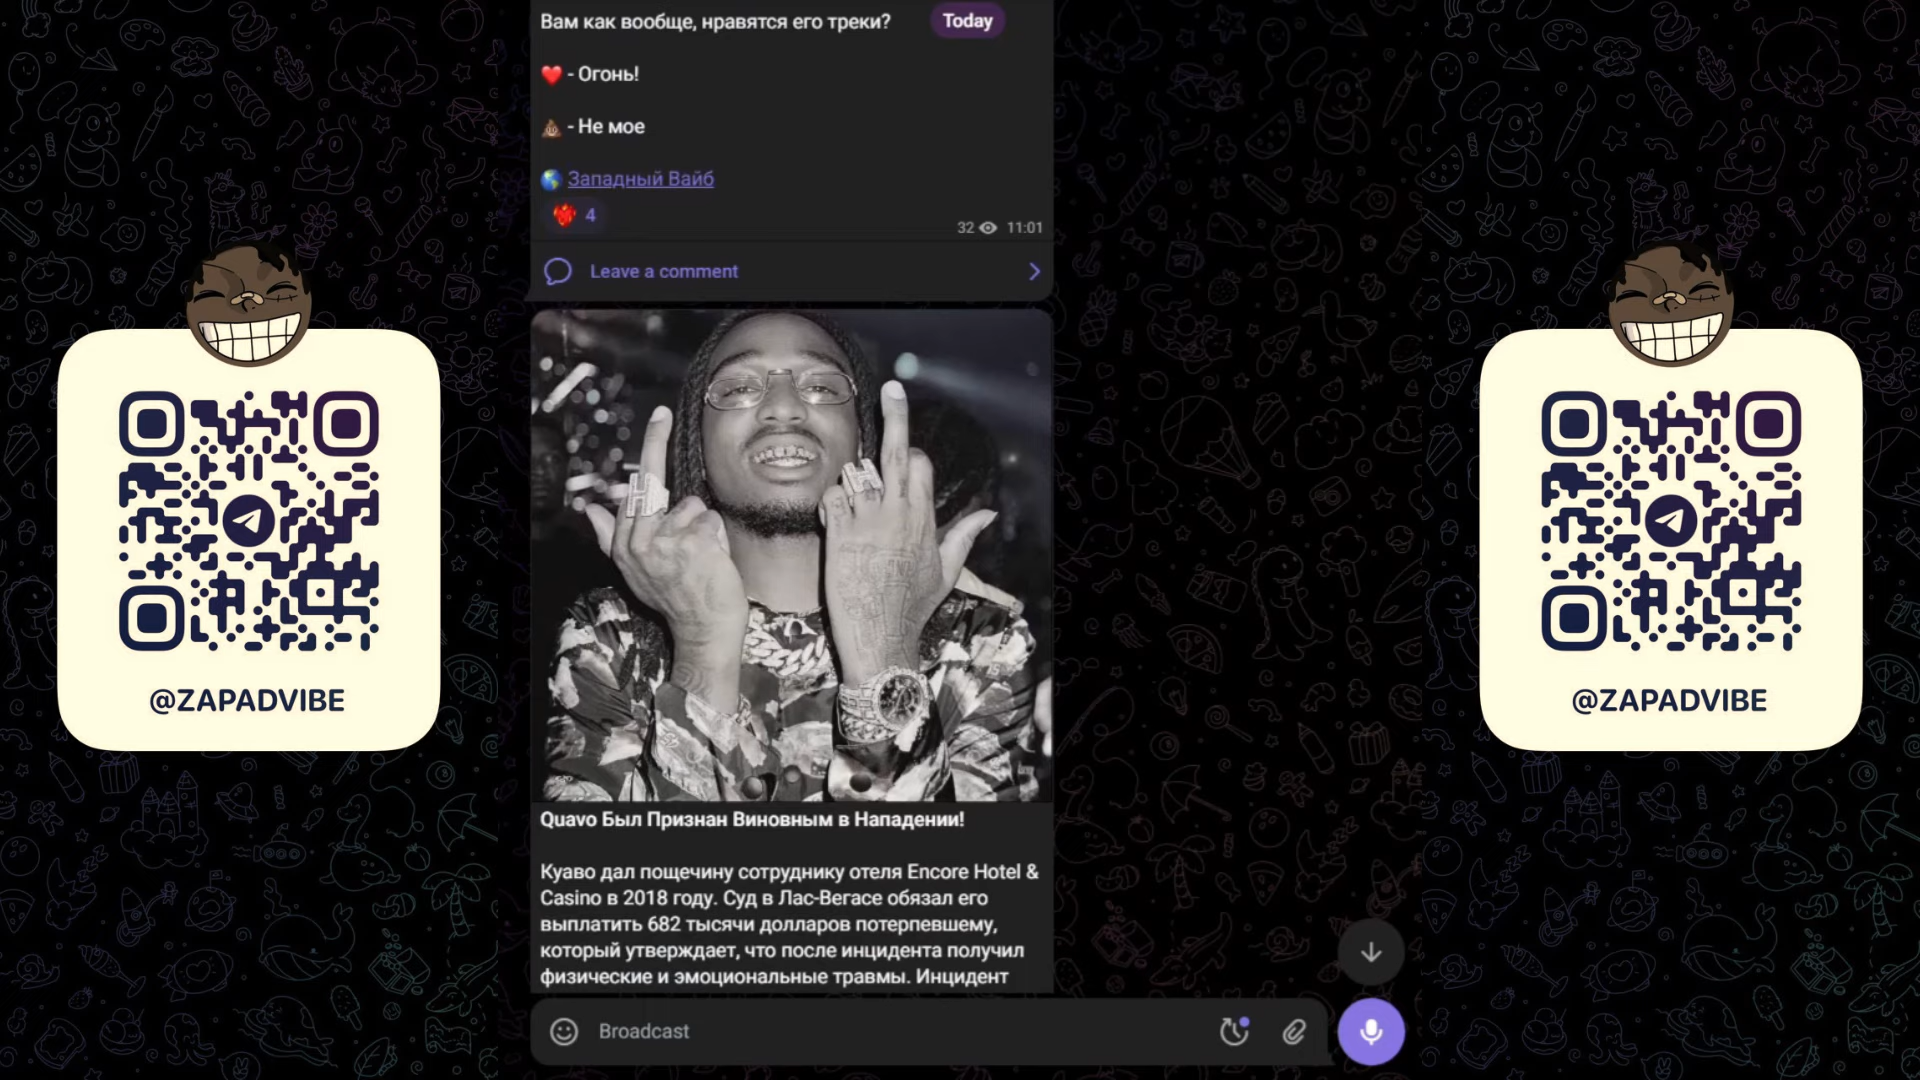 Вам как вообще, нравятся его треки?
Today
❤️ - Огонь!
💩 - Не мое
🌎 Западный Вайб
4
32 11:01
Leave a comment
@ZAPADVIBE
@ZAPADVIBE
Quavo Был Признан Виновным в Нападении!
Куаво дал пощечину сотруднику отеля Encore Hotel &
Casino в 2018 году. Суд в Лас-Вегасе обязал его
выплатить 682 тысячи долларов потерпевшему,
который утверждает, что после инцидента получил
физические и эмоциональные травмы. Инцидент
Broadcast